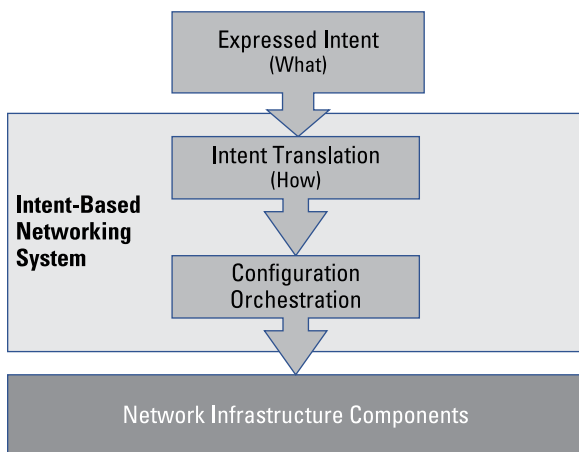 Expressed Intent
(What)
Intent Translation
(How)
Intent-Based
Networking
System
Configuration
Orchestration
Network Infrastructure Components